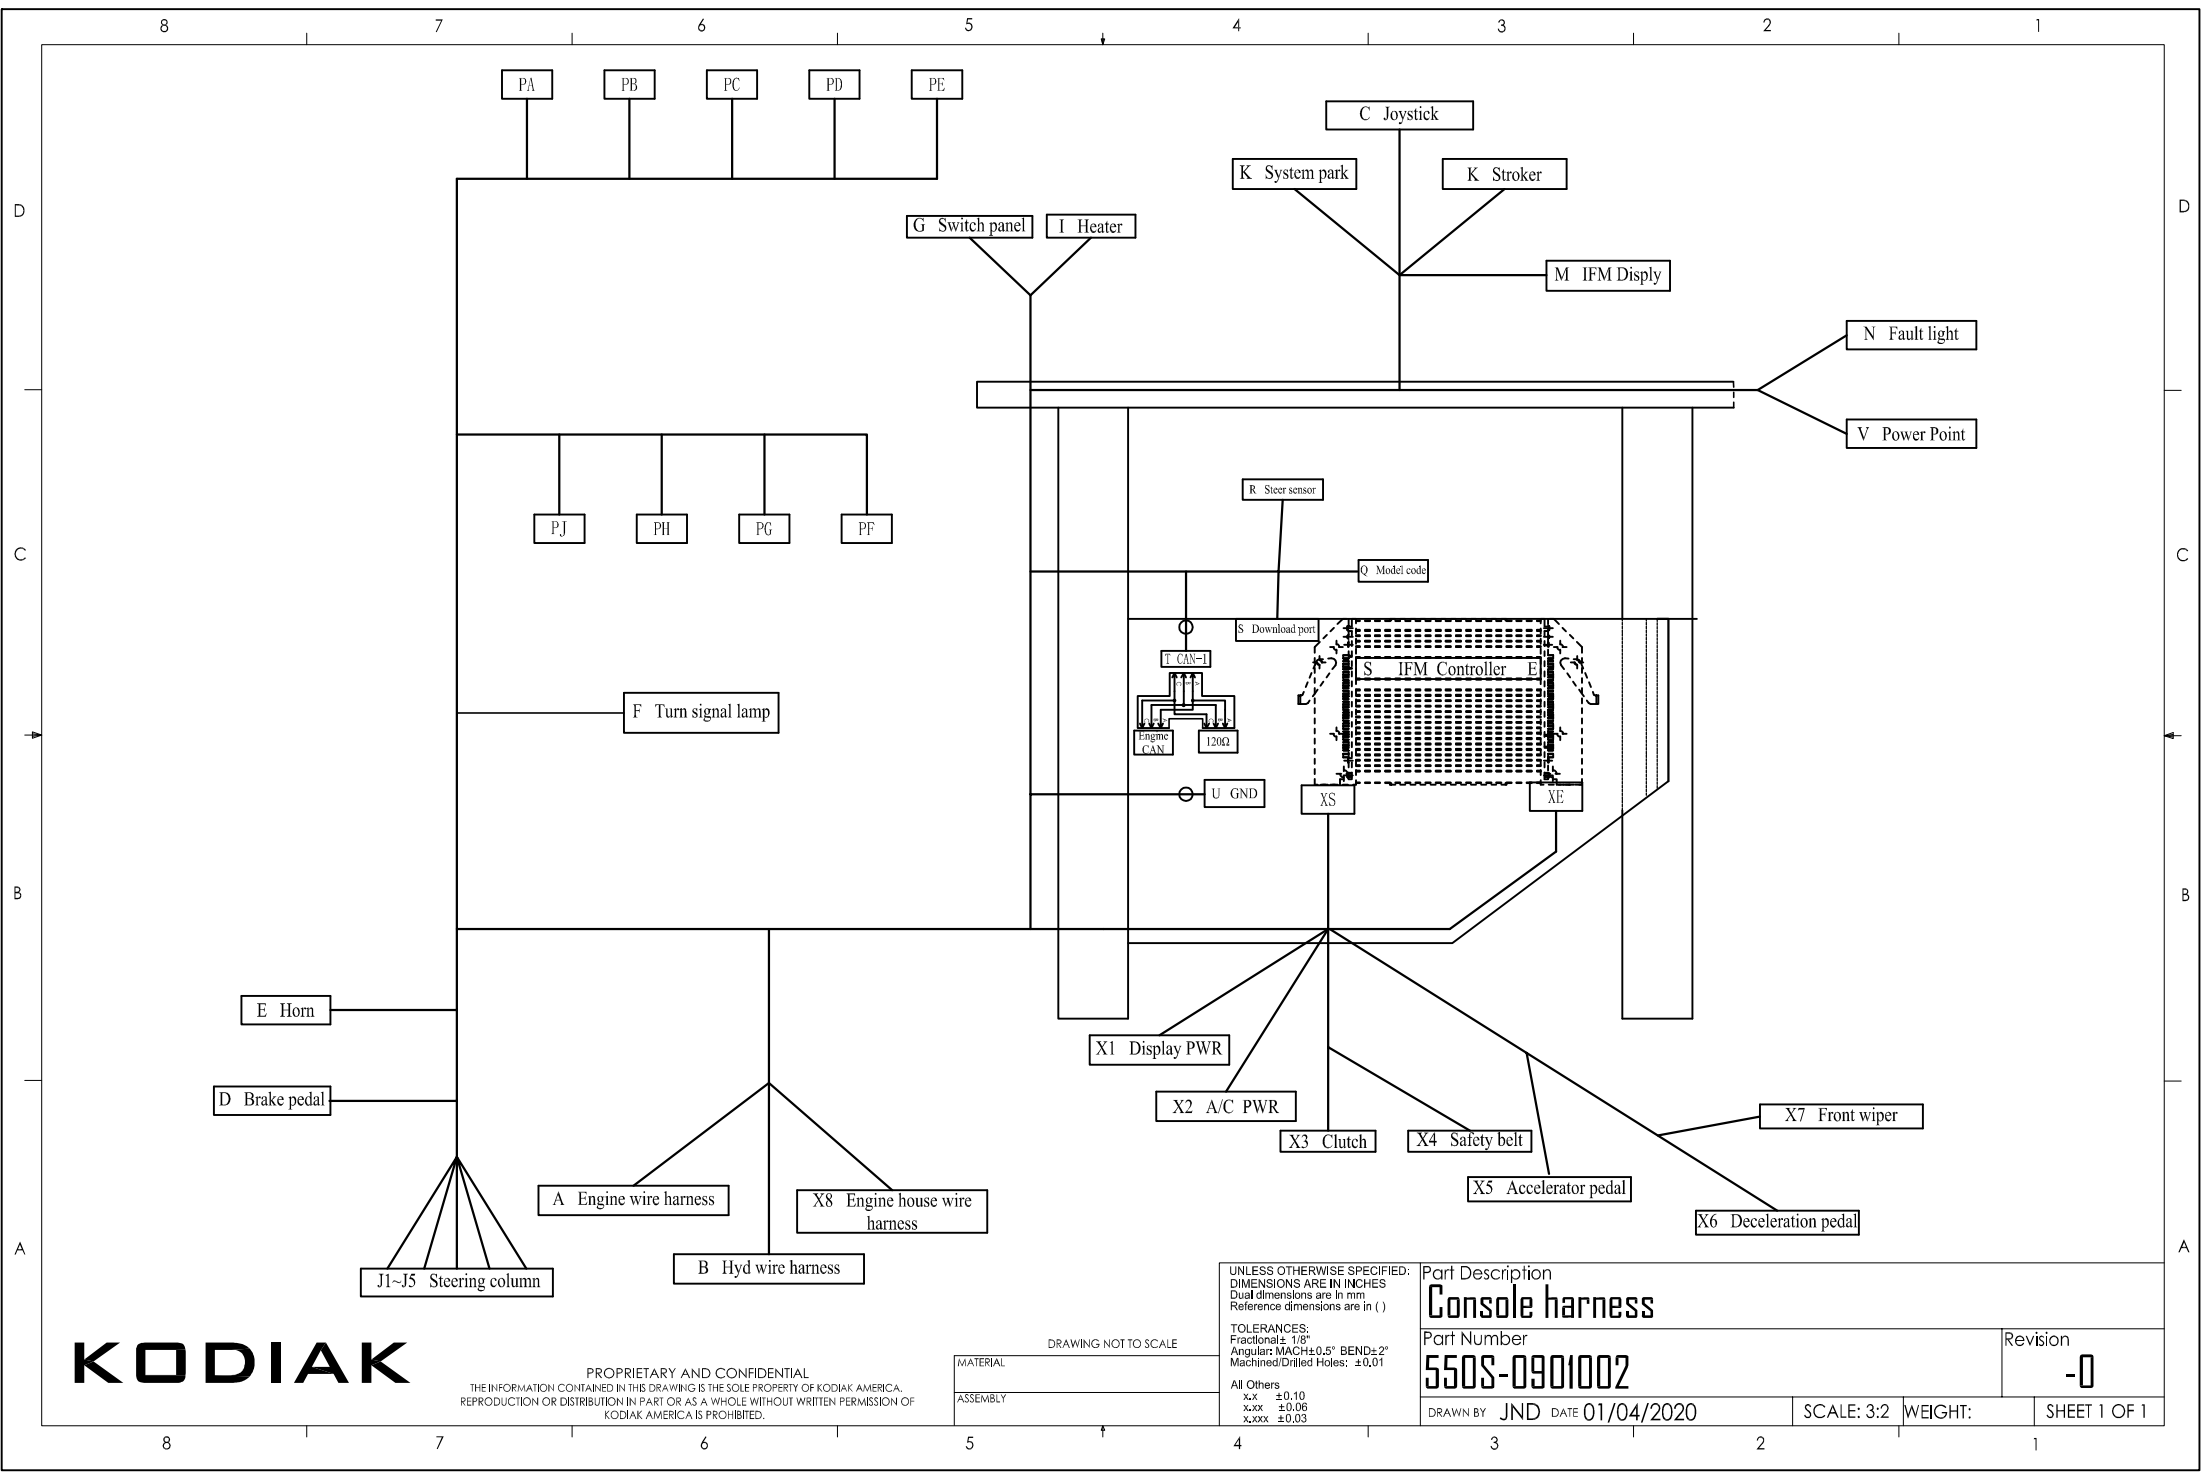 8 7 6 5 4 3 2 1
PA PB PC PD PE
C Joystick
K System park
K Stroker
D D
G Switch panel
I Heater
M IFM Disply
N Fault light
V Power Point
R Steer sensor
PJ PH PG PF
C C
Q Model code
S Download port
T CAN-1
S IFM Controller E
C B A
F Turn signal lamp
C B A C B A
Engine
CAN
120Ω
U GND
XS XE
B B
E Horn
X1 Display PWR
D Brake pedal
X2 A/C PWR
X7 Front wiper
X3 Clutch
X4 Safety belt
X5 Accelerator pedal
A Engine wire harness
X8 Engine house wire
harness
X6 Deceleration pedal
A A
B Hyd wire harness
J1~J5 Steering column
KODIAK
PROPRIETARY AND CONFIDENTIAL
THE INFORMATION CONTAINED IN THIS DRAWING IS THE SOLE PROPERTY OF KODIAK AMERICA.
REPRODUCTION OR DISTRIBUTION IN PART OR AS A WHOLE WITHOUT WRITTEN PERMISSION OF
KODIAK AMERICA IS PROHIBITED.
DRAWING NOT TO SCALE
MATERIAL
ASSEMBLY
UNLESS OTHERWISE SPECIFIED:
DIMENSIONS ARE IN INCHES
Dual dimensions are in mm
Reference dimensions are in ( )
TOLERANCES:
Fractional± 1/8"
Angular: MACH±0.5° BEND±2°
Machined/Drilled Holes: ±0.01
All Others
x.x ±0.10
x.xx ±0.06
x.xxx ±0.03
Part Description
Console harness
Part Number
550S-0901002
Revision
-0
DRAWN BY JND DATE 01/04/2020
SCALE: 3:2
WEIGHT:
SHEET 1 OF 1
8 7 6 5 4 3 2 1